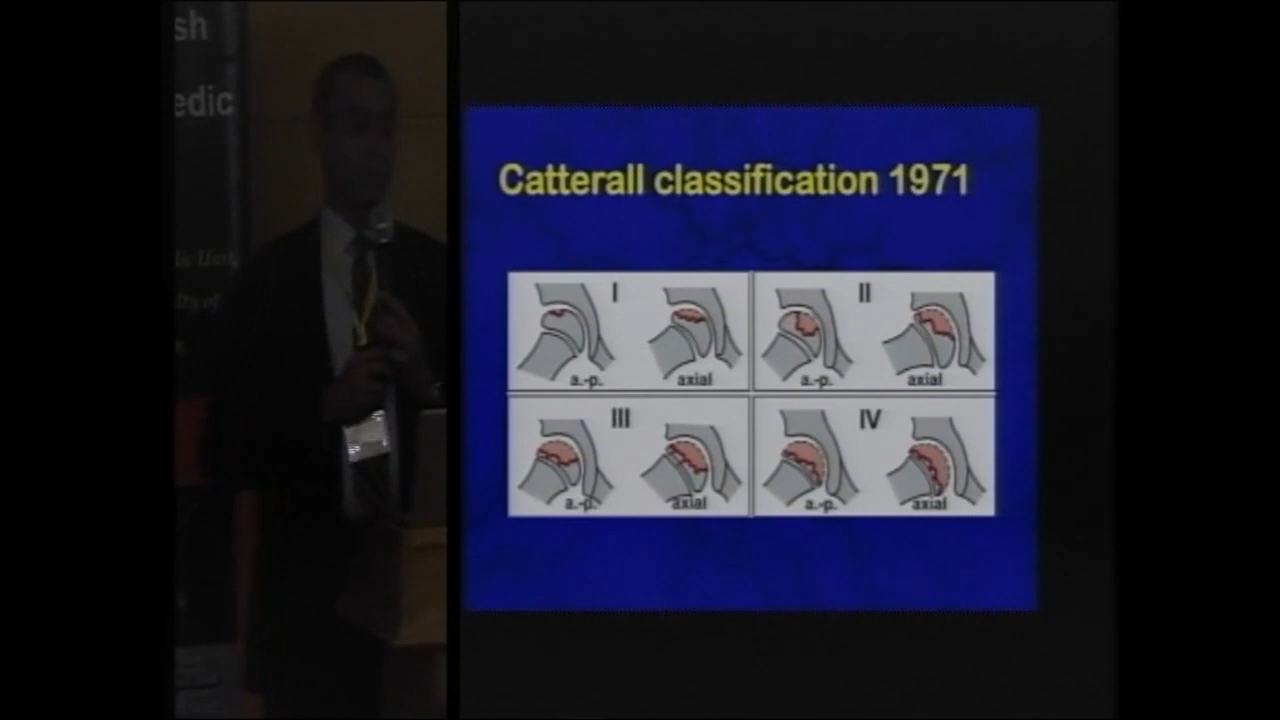 sh
edic
Catterall classification 1971
I
II
a.-p.
axial
a.-p.
axial
III
IV
a.-p.
axial
a.-p.
axial